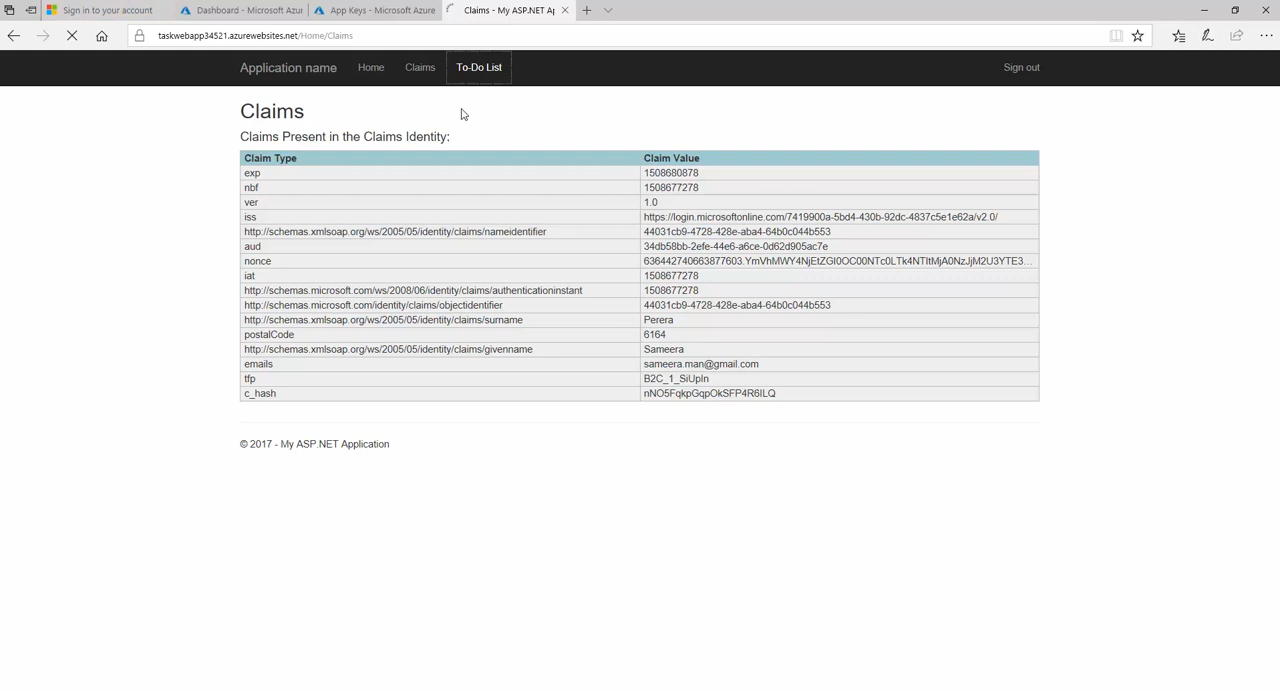 Sign in to your account
Dashboard - Microsoft Azur
App Keys - Microsoft Azure
Claims - My ASP.NET Ap
taskwebapp34521.azurewebsites.net/Home/Claims
Application name Home Claims To-Do List Sign out
Claims
Claims Present in the Claims Identity:
Claim Type Claim Value
exp 1508680878
nbf 1508677278
ver 1.0
iss https://login.microsoftonline.com/7419900a-5bd4-430b-92dc-4837c5e1e62a/v2.0/
http://schemas.xmlsoap.org/ws/2005/05/identity/claims/nameidentifier 44031cb9-4728-428e-aba4-64b0c044b553
aud 34db58bb-2efe-44e6-a6ce-0d62d905ac7e
nonce 636442740663877603.YmVhMWY4NjEtZGI0OC00NTc0LTk4NTItMjA0NzJjM2U3YTE3...
iat 1508677278
http://schemas.microsoft.com/ws/2008/06/identity/claims/authenticationinstant 1508677278
http://schemas.microsoft.com/identity/claims/objectidentifier 44031cb9-4728-428e-aba4-64b0c044b553
http://schemas.xmlsoap.org/ws/2005/05/identity/claims/surname Perera
postalCode 6164
http://schemas.xmlsoap.org/ws/2005/05/identity/claims/givenname Sameera
emails sameera.man@gmail.com
tfp B2C_1_SiUpIn
c_hash nNO5FqkpGqpOkSFP4R6ILQ
© 2017 - My ASP.NET Application